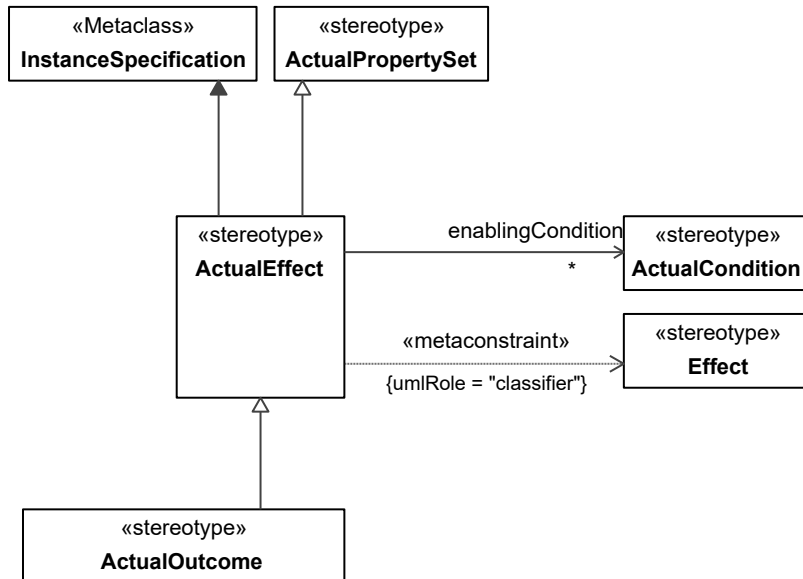 «Metaclass»
InstanceSpecification
«stereotype»
ActualPropertySet
«stereotype»
ActualEffect
enablingCondition
*
«stereotype»
ActualCondition
«metaconstraint»
{umlRole = "classifier"}
«stereotype»
Effect
«stereotype»
ActualOutcome